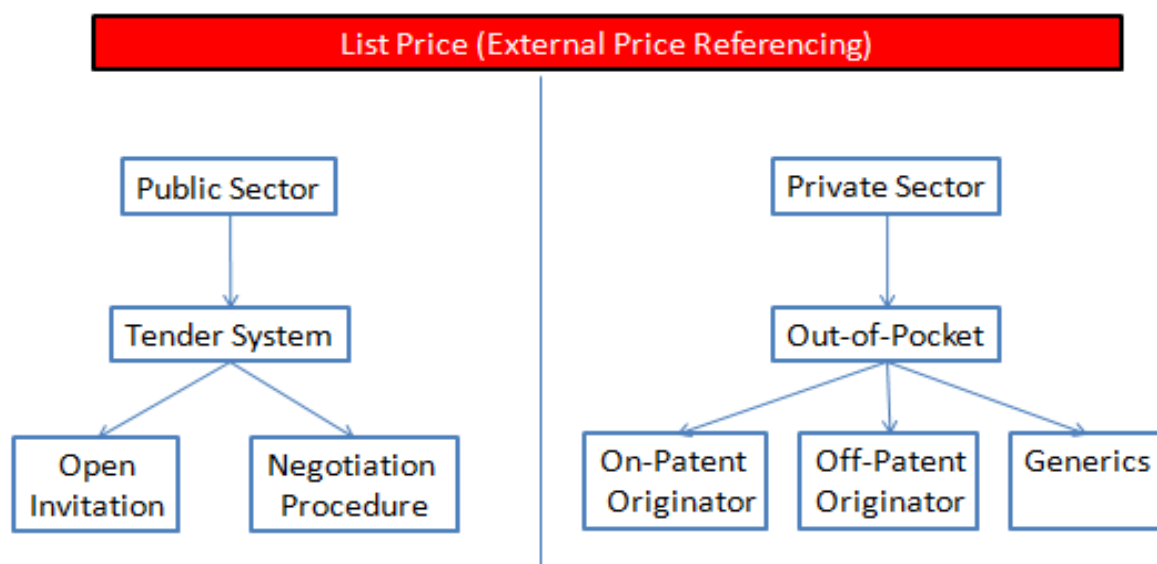 List Price (External Price Referencing)
Public Sector
Private Sector
Tender System
Out-of-Pocket
Open
Invitation
Negotiation
Procedure
On-Patent
Originator
Off-Patent
Originator
Generics